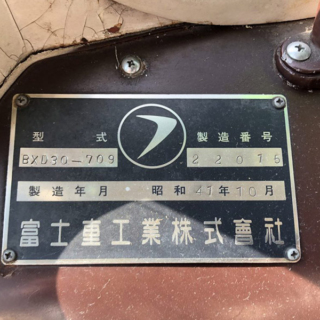 型式 製造番号
BXD30-709 22016
製造年月 昭和41年10月
富士重工業株式會社